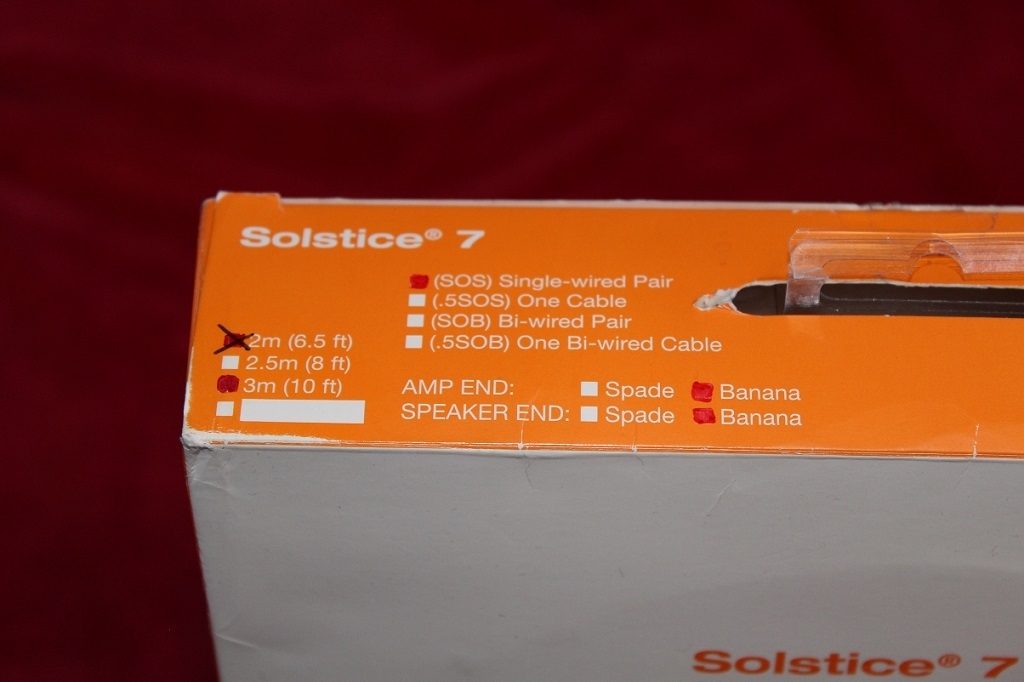 Solstice® 7
(SOS) Single-wired Pair
(.5SOS) One Cable
(SOB) Bi-wired Pair
(.5SOB) One Bi-wired Cable
2m (6.5 ft)
2.5m (8 ft)
3m (10 ft)
AMP END: Spade Banana
SPEAKER END: Spade Banana
Solstice® 7